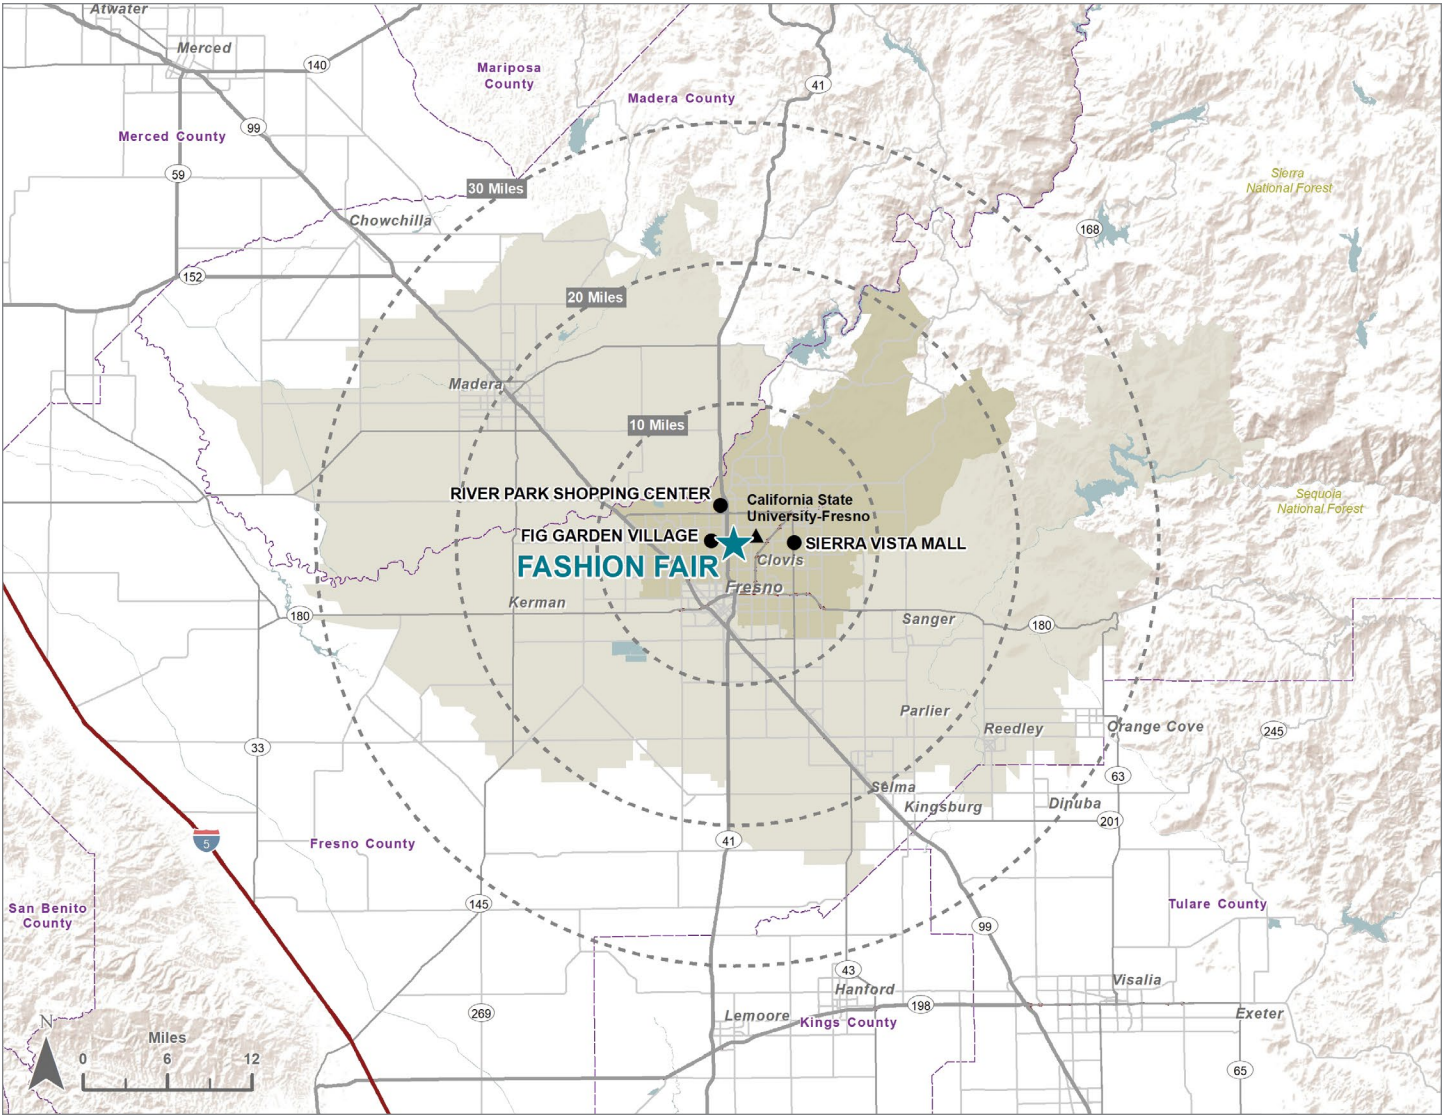 Atwater
Merced
140
Mariposa
County
Madera County
41
Merced County
99
59
30 Miles
Sierra
National Forest
Chowchilla
168
152
20 Miles
Madera
10 Miles
RIVER PARK SHOPPING CENTER
California State
University-Fresno
Sequoia
National Forest
FIG GARDEN VILLAGE
SIERRA VISTA MALL
FASHION FAIR
Clovis
Fresno
Kerman
180
Sanger
180
Parlier
Reedley
Orange Cove
245
33
63
Selma
Kingsburg
Dinuba
201
5
Fresno County
41
145
San Benito
County
Tulare County
99
43
Hanford
Visalia
198
269
Lemoore
Kings County
Exeter
N
Miles
0
6
12
65